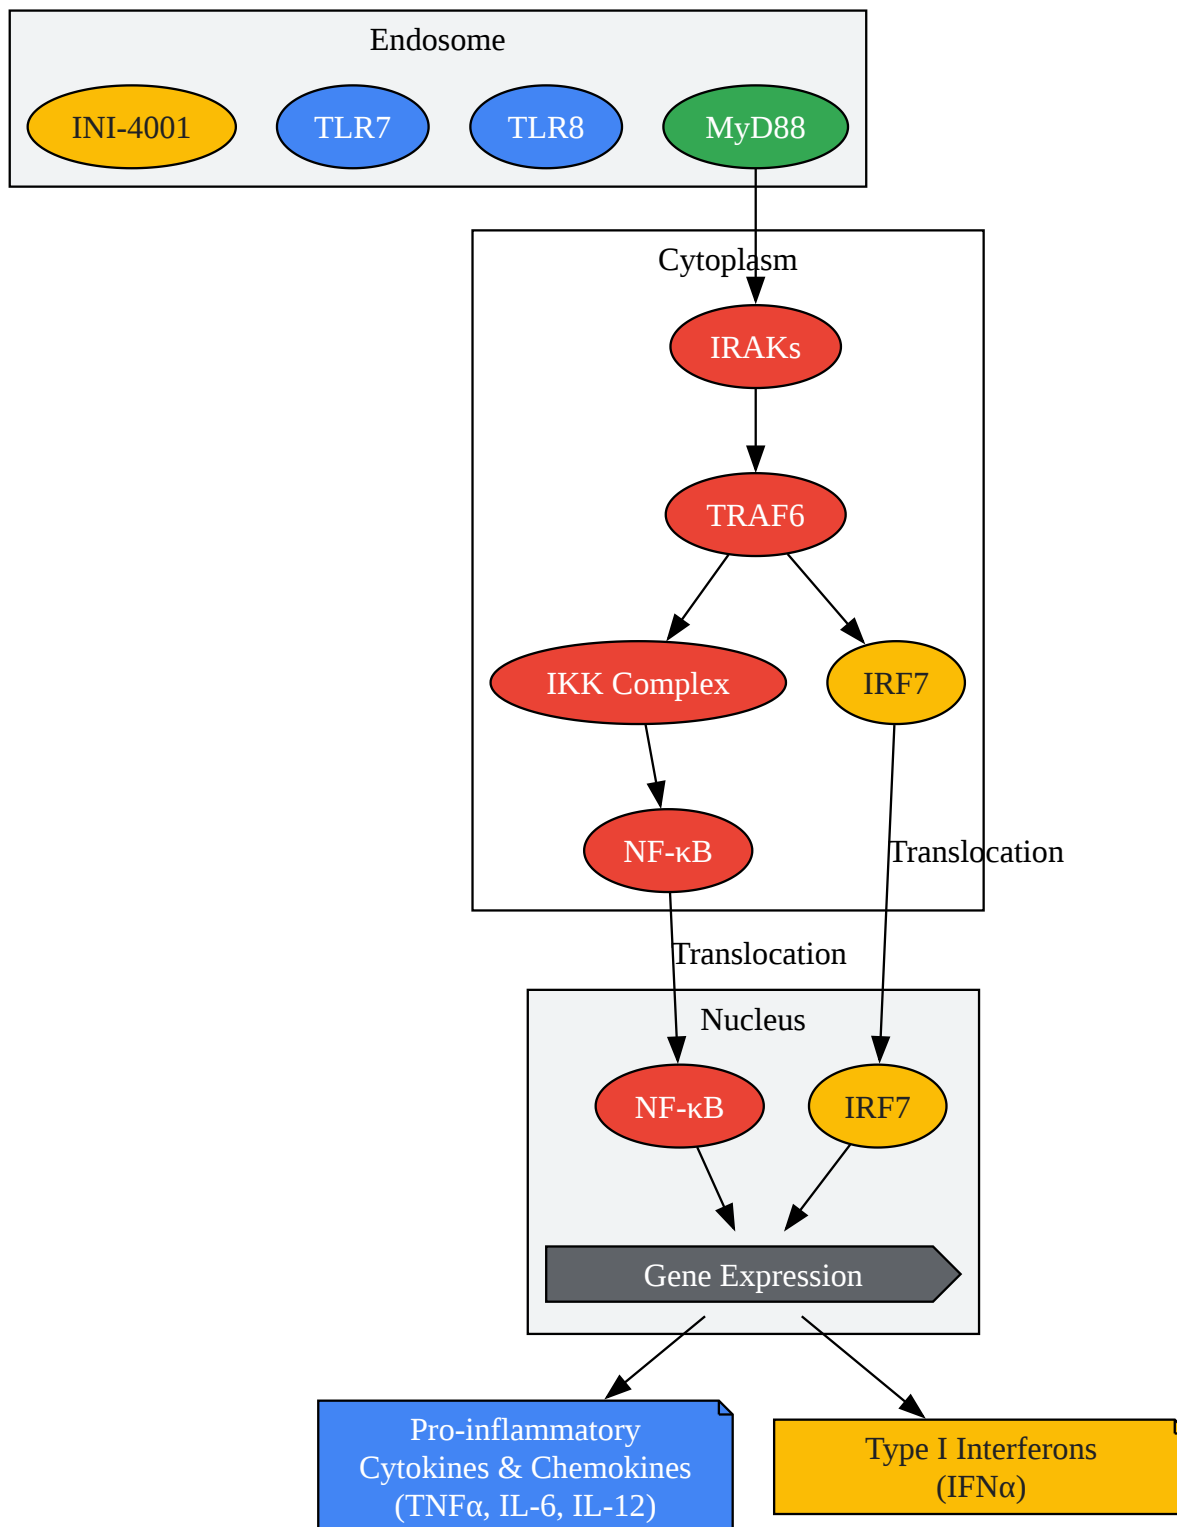 Endosome
INI-4001
TLR7
TLR8
MyD88
Cytoplasm
IRAKs
TRAF6
IKK Complex
IRF7
NF-κB
Translocation
Translocation
Nucleus
NF-κB
IRF7
Gene Expression
Pro-inflammatory
Cytokines & Chemokines
(TNFα, IL-6, IL-12)
Type I Interferons
(IFNα)